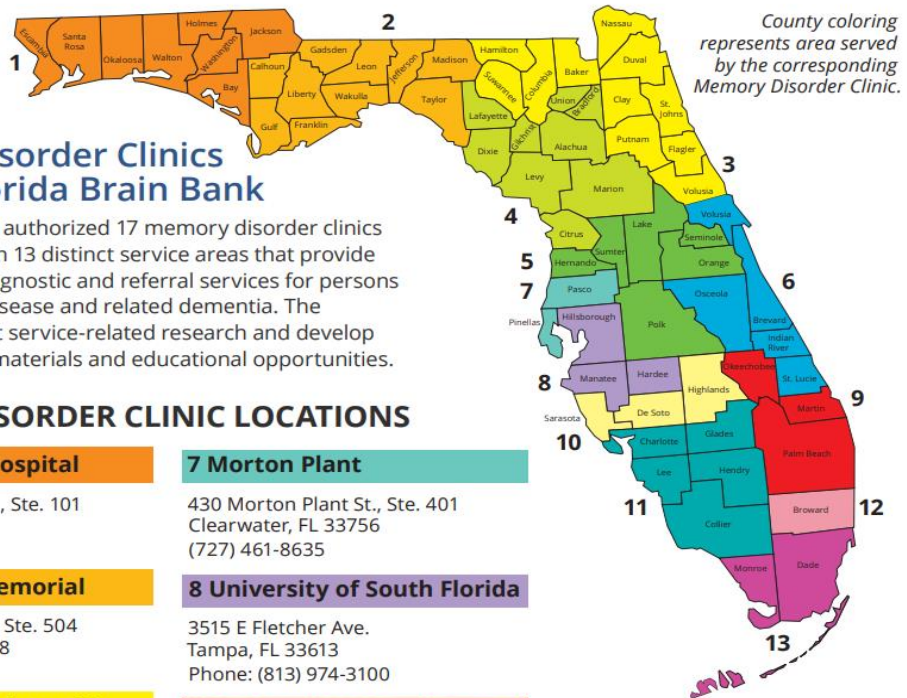 County coloring
represents area served
by the corresponding
Memory Disorder Clinic.
1
2
3
4
5
6
7
8
9
10
11
12
13
Escambia
Santa
Rosa
Okaloosa
Walton
Holmes
Washington
Jackson
Bay
Calhoun
Gulf
Gadsden
Liberty
Franklin
Leon
Wakulla
Jefferson
Madison
Taylor
Hamilton
Suwannee
Lafayette
Dixie
Columbia
Gilchrist
Baker
Union
Bradford
Alachua
Levy
Marion
Nassau
Duval
Clay
St.
Johns
Putnam
Flagler
Volusia
Volusia
Citrus
Hernando
Sumter
Lake
Seminole
Orange
Pasco
Pinellas
Hillsborough
Polk
Osceola
Brevard
Indian
River
Manatee
Hardee
Highlands
Okeechobee
St. Lucie
Sarasota
De Soto
Martin
Charlotte
Glades
Palm Beach
Lee
Hendry
Collier
Broward
Monroe
Dade
sorder Clinics
rida Brain Bank
authorized 17 memory disorder clinics
n 13 distinct service areas that provide
gnostic and referral services for persons
sease and related dementia. The
t service-related research and develop
materials and educational opportunities.
SORDER CLINIC LOCATIONS
ospital
, Ste. 101
emorial
Ste. 504
8
7 Morton Plant
430 Morton Plant St., Ste. 401
Clearwater, FL 33756
(727) 461-8635
8 University of South Florida
3515 E Fletcher Ave.
Tampa, FL 33613
Phone: (813) 974-3100